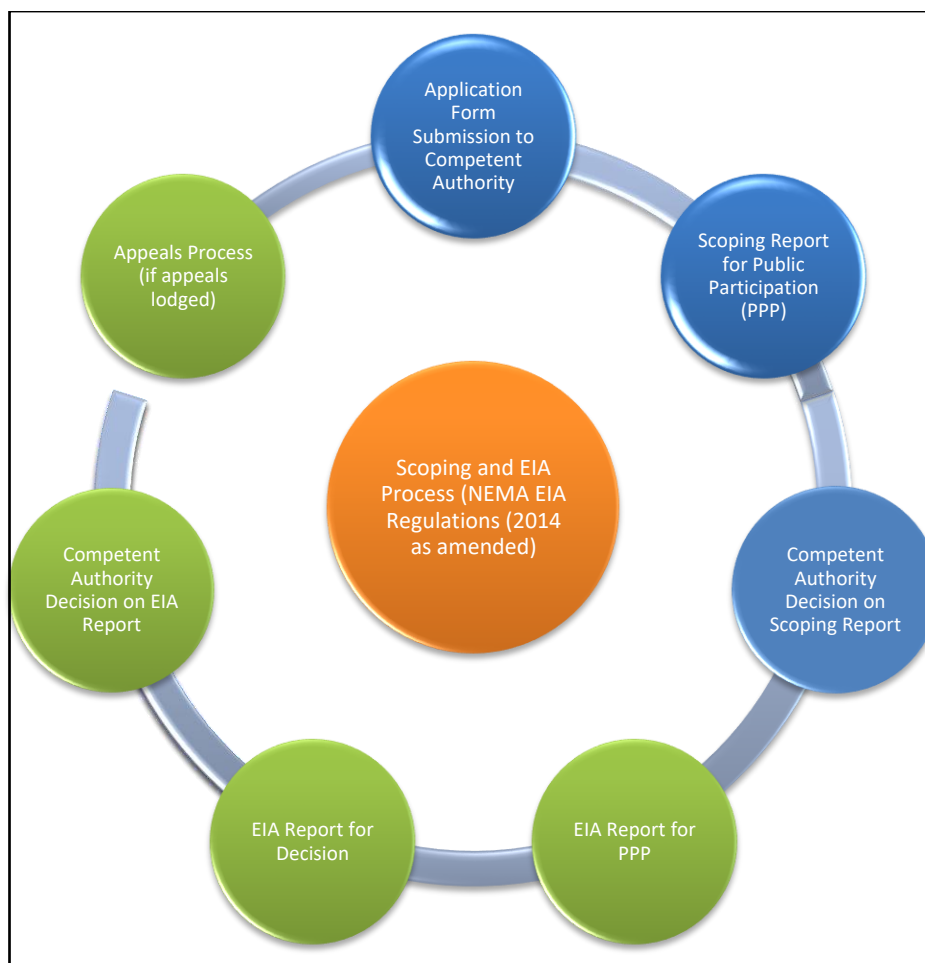 Application
Form
Submission to
Competent
Authority
Scoping Report
for Public
Participation
(PPP)
Competent
Authority
Decision on
Scoping Report
EIA Report for
PPP
EIA Report for
Decision
Competent
Authority
Decision on EIA
Report
Appeals Process
(if appeals
lodged)
Scoping and EIA
Process (NEMA EIA
Regulations (2014
as amended)